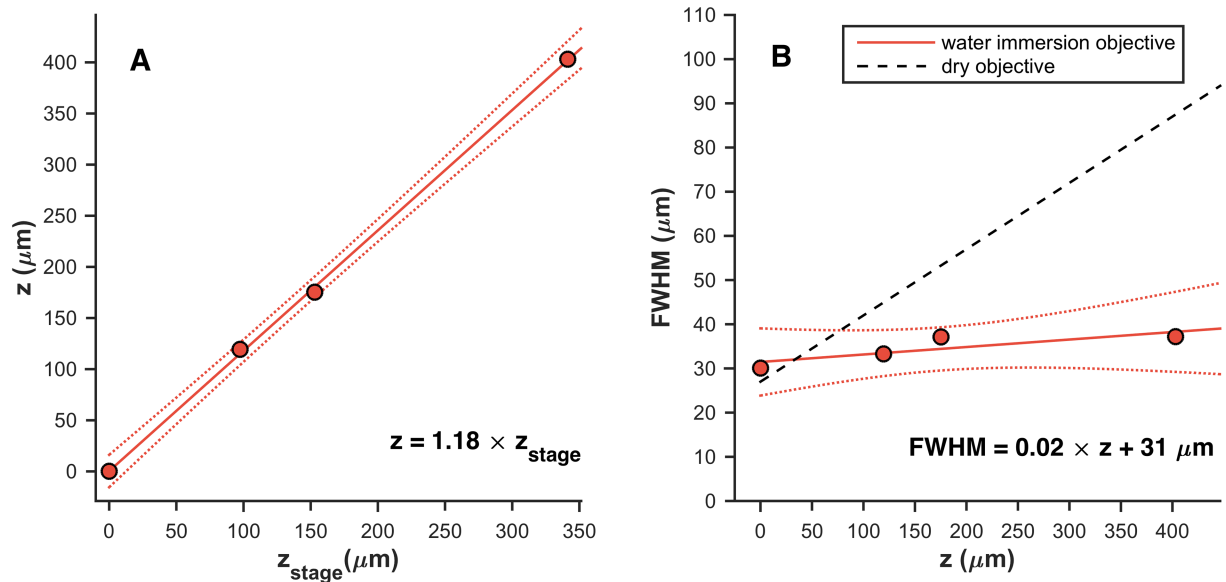 A
z (μm)
400
350
300
250
200
150
100
50
0
0 50 100 150 200 250 300 350
z_stage(μm)
z = 1.18 × z_stage
B
water immersion objective
dry objective
FWHM (μm)
110
100
90
80
70
60
50
40
30
20
10
0
0 50 100 150 200 250 300 350 400
z (μm)
FWHM = 0.02 × z + 31 μm